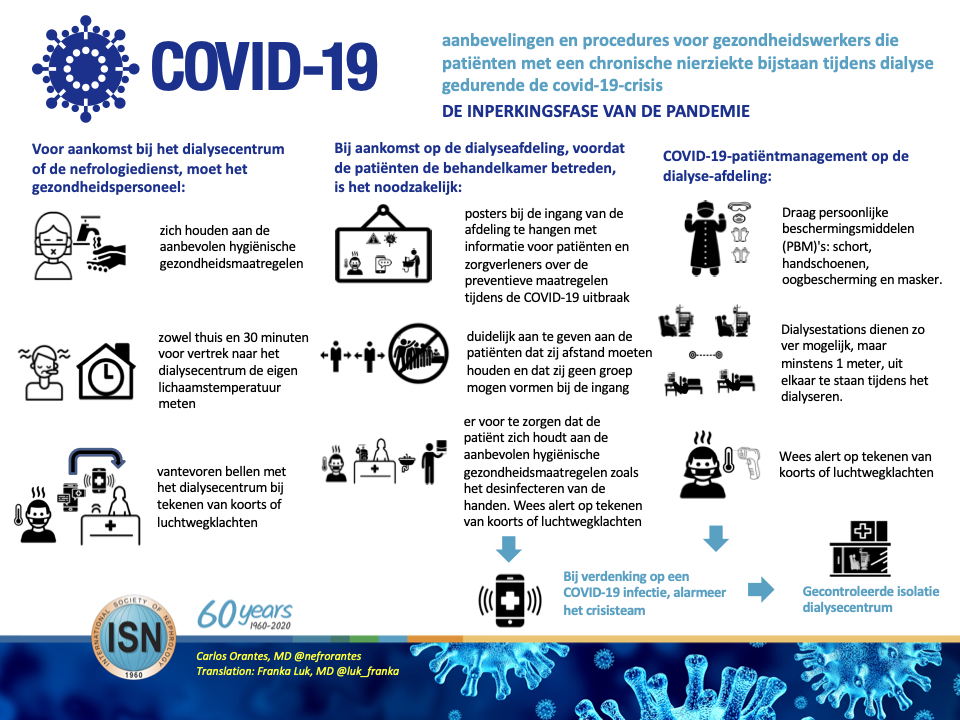 COVID-19
aanbevelingen en procedures voor gezondheidswerkers die
patiënten met een chronische nierziekte bijstaan tijdens dialyse
gedurende de covid-19-crisis
DE INPERKINGSFASE VAN DE PANDEMIE
Voor aankomst bij het dialysecentrum
of de nefrologiedienst, moet het
gezondheidspersoneel:
zich houden aan de
aanbevolen hygiënische
gezondheidsmaatregelen
zowel thuis en 30 minuten
voor vertrek naar het
dialysecentrum de eigen
lichaamstemperatuur
meten
vantevoren bellen met
het dialysecentrum bij
tekenen van koorts of
luchtwegklachten
Bij aankomst op de dialyseafdeling, voordat
de patiënten de behandelkamer betreden,
is het noodzakelijk:
posters bij de ingang van de
afdeling te hangen met
informatie voor patiënten en
zorgverleners over de
preventieve maatregelen
tijdens de COVID-19 uitbraak
duidelijk aan te geven aan de
patiënten dat zij afstand moeten
houden en dat zij geen groep
mogen vormen bij de ingang
er voor te zorgen dat de
patiënt zich houdt aan de
aanbevolen hygiënische
gezondheidsmaatregelen zoals
het desinfecteren van de
handen. Wees alert op tekenen
van koorts of luchtwegklachten
COVID-19-patiëntmanagement op de
dialyse-afdeling:
Draag persoonlijke
beschermingsmiddelen
(PBM)'s: schort,
handschoenen,
oogbescherming en masker.
Dialysestations dienen zo
ver mogelijk, maar
minstens 1 meter, uit
elkaar te staan tijdens het
dialyseren.
Wees alert op tekenen van
koorts of luchtwegklachten
Bij verdenking op een
COVID-19 infectie, alarmeer
het crisisteam
Gecontroleerde isolatie
dialysecentrum
INTERNATIONAL SOCIETY OF NEPHROLOGY
ISN
1960
60 years
1960-2020
Carlos Orantes, MD @nefrorantes
Translation: Franka Luk, MD @luk_franka